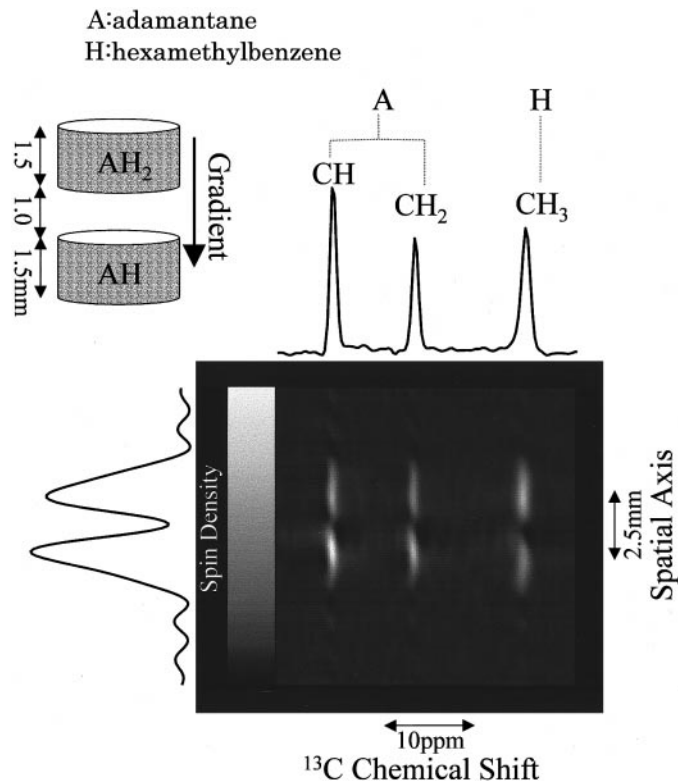 A:adamantane
H:hexamethylbenzene
A
H
CH
CH₂
CH₃
1.5
AH₂
1.0
Gradient
AH
1.5mm
Spin Density
2.5mm
Spatial Axis
10ppm
¹³C Chemical Shift